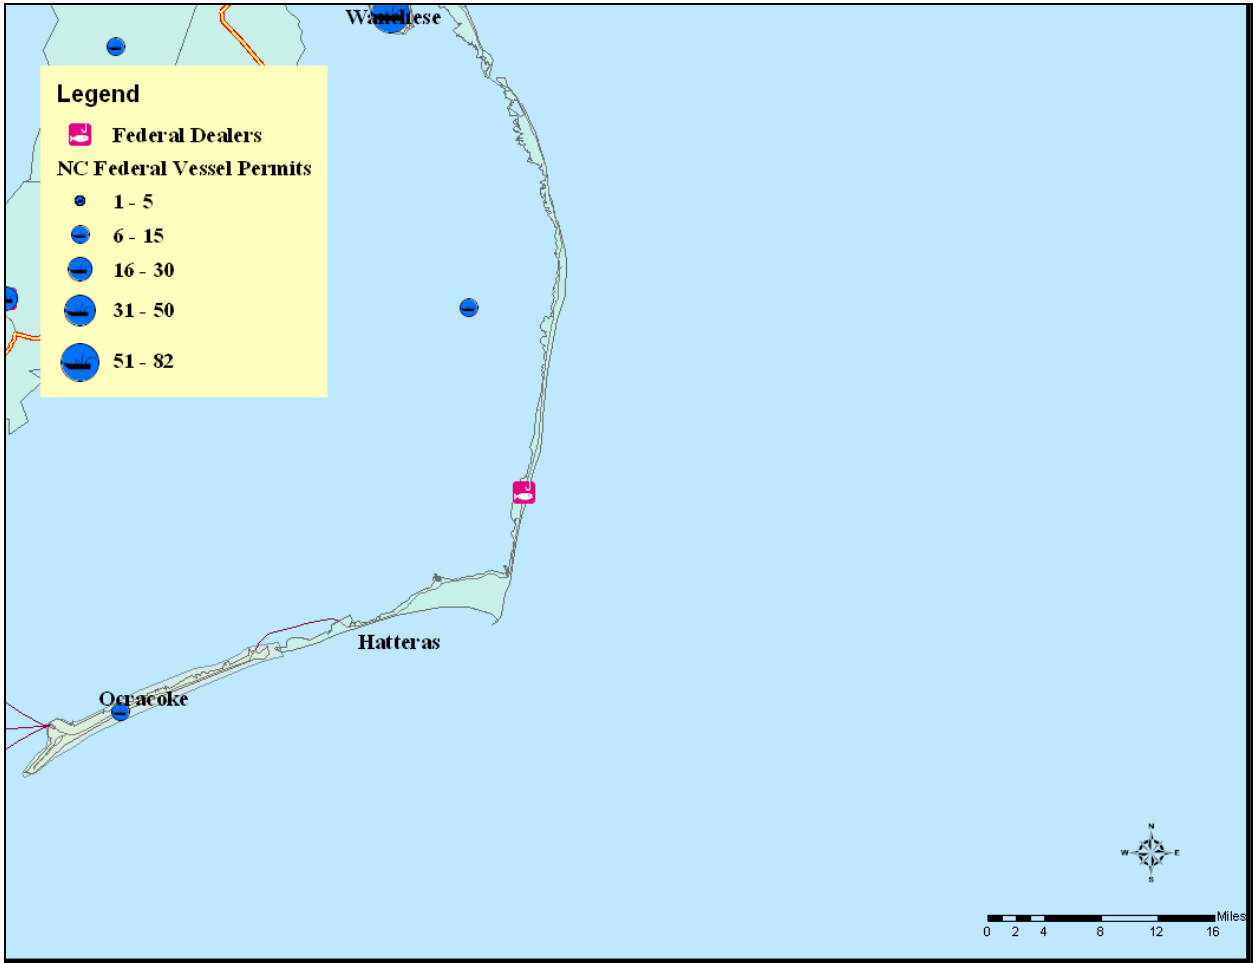 Wanchese
Legend
Federal Dealers
NC Federal Vessel Permits
1 - 5
6 - 15
16 - 30
31 - 50
51 - 82
Hatteras
Ocracoke
N
W E
S
Miles
0 2 4 8 12 16